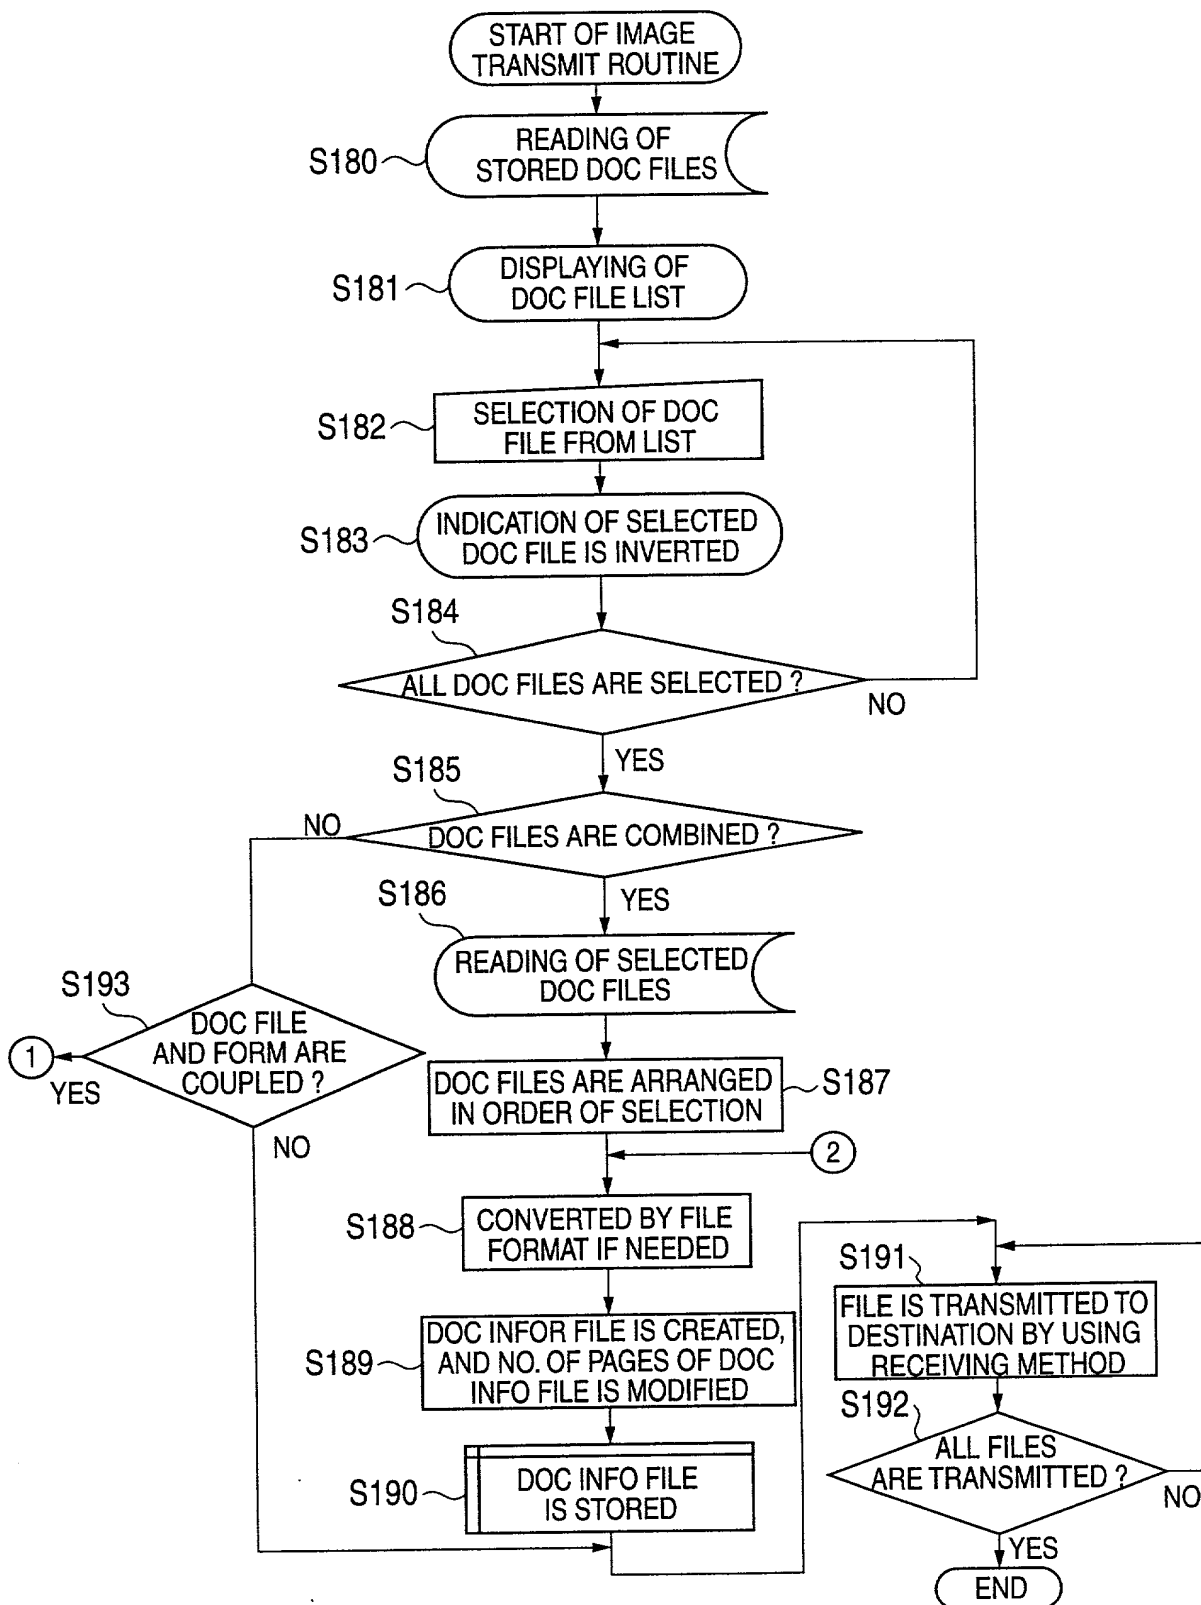 START OF IMAGE
TRANSMIT ROUTINE
S180
READING OF
STORED DOC FILES
S181
DISPLAYING OF
DOC FILE LIST
S182
SELECTION OF DOC
FILE FROM LIST
S183
INDICATION OF SELECTED
DOC FILE IS INVERTED
S184
ALL DOC FILES ARE SELECTED ?
NO
YES
S185
DOC FILES ARE COMBINED ?
NO
YES
S186
READING OF SELECTED
DOC FILES
S193
DOC FILE
AND FORM ARE
COUPLED ?
1
YES
NO
DOC FILES ARE ARRANGED
IN ORDER OF SELECTION
S187
2
S188
CONVERTED BY FILE
FORMAT IF NEEDED
S189
DOC INFOR FILE IS CREATED,
AND NO. OF PAGES OF DOC
INFO FILE IS MODIFIED
S190
DOC INFO FILE
IS STORED
S191
FILE IS TRANSMITTED TO
DESTINATION BY USING
RECEIVING METHOD
S192
ALL FILES
ARE TRANSMITTED ?
NO
YES
END